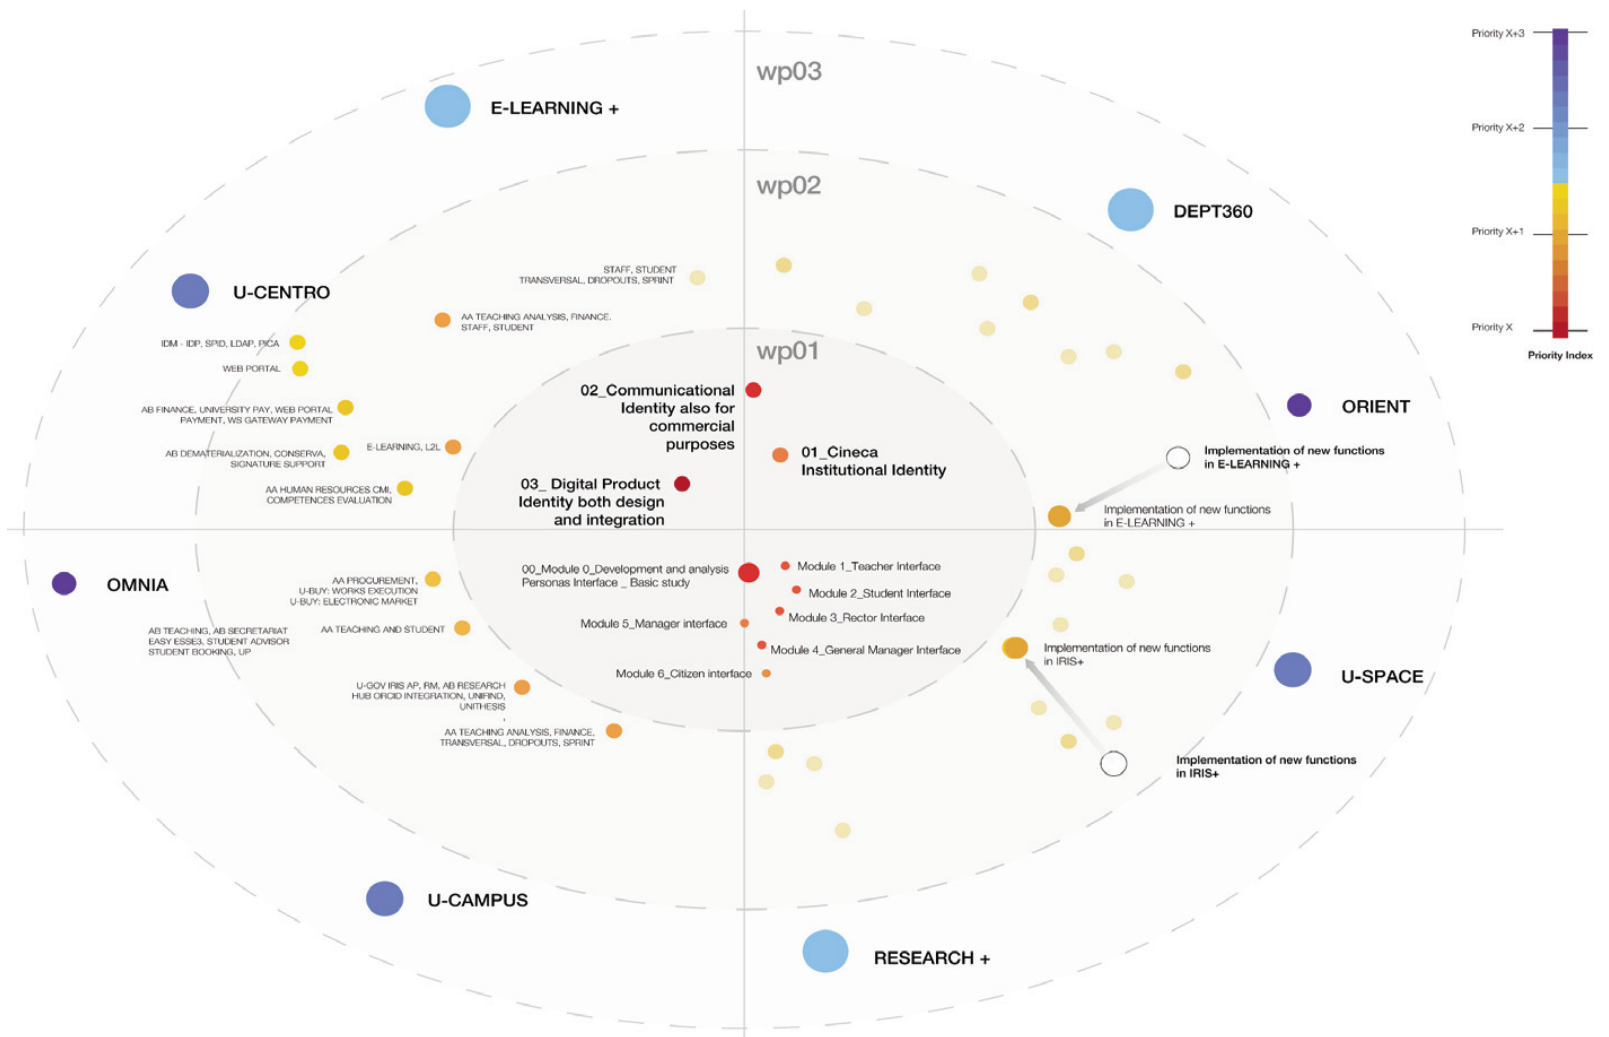 wp03
Priority X+3
E-LEARNING +
Priority X+2
wp02
DEPT360
Priority X+1
STAFF, STUDENT
TRANSVERSAL, DROPOUTS, SPRINT
U-CENTRO
AA TEACHING ANALYSIS, FINANCE.
STAFF, STUDENT
Priority X
Priority Index
IDM - IDP, SPID, LDAP, PICA
WEB PORTAL
wp01
02_Communicational
Identity also for
commercial
purposes
AB FINANCE, UNIVERSITY PAY, WEB PORTAL
PAYMENT, WS GATEWAY PAYMENT
ORIENT
E-LEARNING, L2L
AB DEMATERIALIZATION, CONSERVA,
SIGNATURE SUPPORT
01_Cineca
Institutional Identity
Implementation of new functions
in E-LEARNING +
AA HUMAN RESOURCES CMI,
COMPETENCES EVALUATION
03_ Digital Product
Identity both design
and integration
Implementation of new functions
in E-LEARNING +
OMNIA
AA PROCUREMENT,
U-BUY: WORKS EXECUTION
U-BUY: ELECTRONIC MARKET
00_Module 0_Development and analysis
Personas Interface _ Basic study
Module 1_Teacher Interface
Module 2_Student Interface
Module 3_Rector Interface
Module 5_Manager interface
Module 4_General Manager Interface
Module 6_Citizen interface
AB TEACHING, AB SECRETARIAT
EASY ESSE3, STUDENT ADVISOR
STUDENT BOOKING, UP
AA TEACHING AND STUDENT
Implementation of new functions
in IRIS+
U-SPACE
U-GOV IRIS AP, RM, AB RESEARCH
HUB ORCID INTEGRATION, UNIFIND,
UNITHESIS
AA TEACHING ANALYSIS, FINANCE,
TRANSVERSAL, DROPOUTS, SPRINT
Implementation of new functions
in IRIS+
U-CAMPUS
RESEARCH +